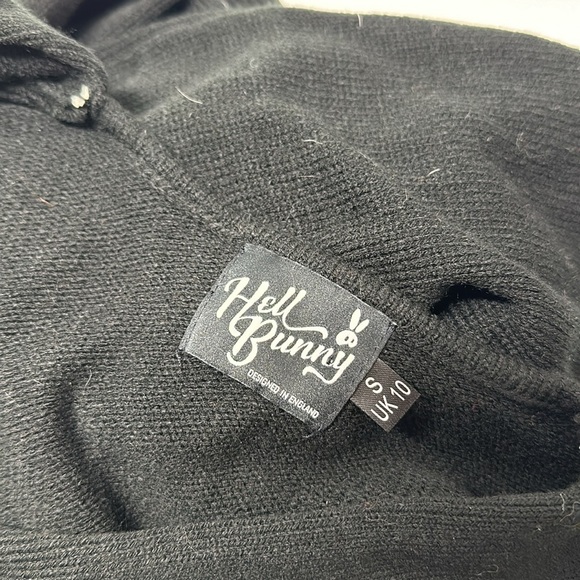 Hell
Bunny
DESIGNED IN ENGLAND
S
UK 10